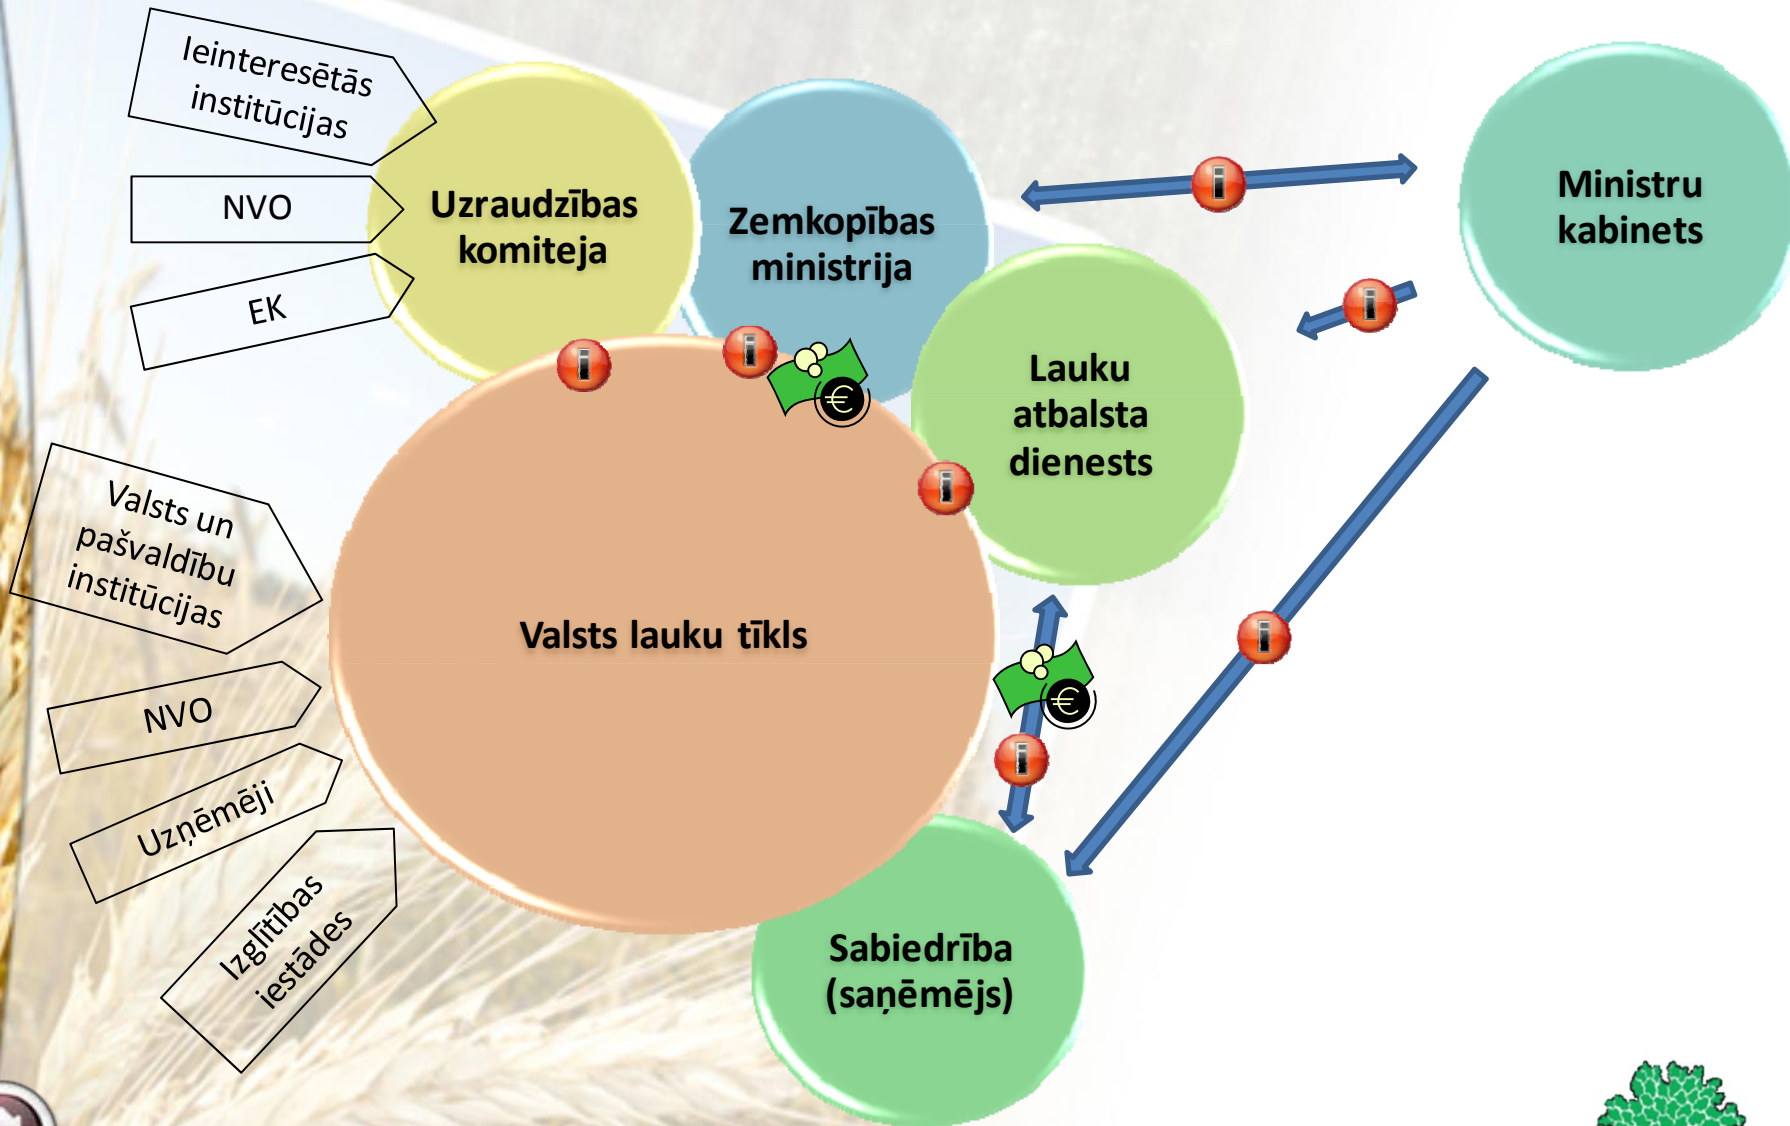 Ieinteresētās
institūcijas
NVO
EK
Uzraudzības
komiteja
Zemkopības
ministrija
Ministru
kabinets
Lauku
atbalsta
dienests
Valsts un
pašvaldību
institūcijas
NVO
Uzņēmēji
Izglītības
iestādes
Valsts lauku tīkls
Sabiedrība
(saņēmējs)
i
i
i
i
i
i
i
€
€